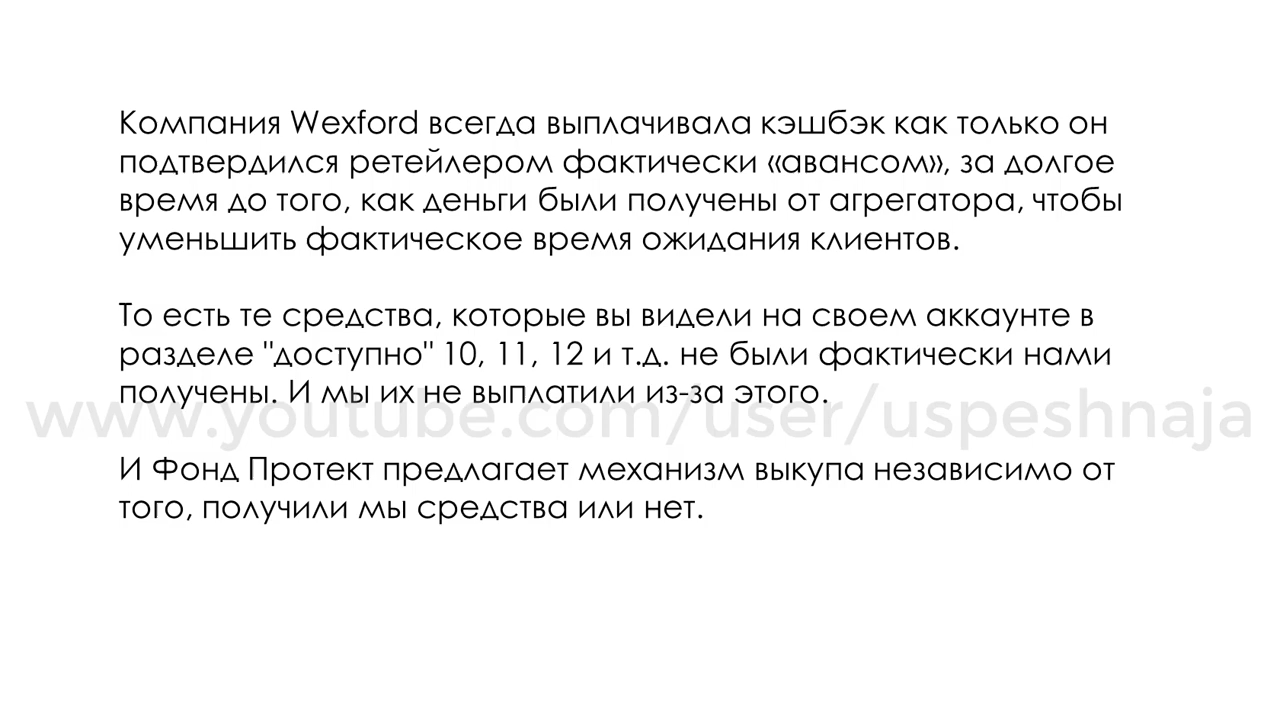 Компания Wexford всегда выплачивала кэшбэк как только он
подтвердился ретейлером фактически «авансом», за долгое
время до того, как деньги были получены от агрегатора, чтобы
уменьшить фактическое время ожидания клиентов.
То есть те средства, которые вы видели на своем аккаунте в
разделе "доступно" 10, 11, 12 и т.д. не были фактически нами
получены. И мы их не выплатили из-за этого.
www.youtube.com/user/uspeshnaja
И Фонд Протект предлагает механизм выкупа независимо от
того, получили мы средства или нет.